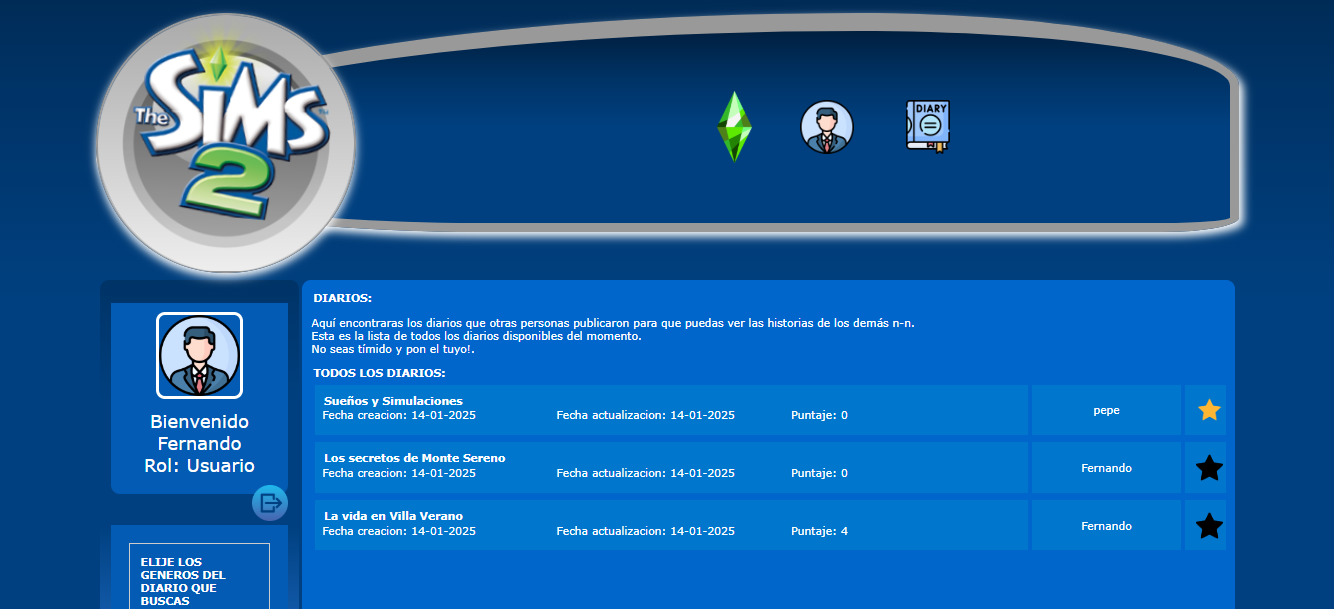 The
SIMS
2
DIARY
Bienvenido
Fernando
Rol: Usuario
ELIJE LOS
GENEROS DEL
DIARIO QUE
BUSCAS
DIARIOS:
Aquí encontraras los diarios que otras personas publicaron para que puedas ver las historias de los demás n-n.
Esta es la lista de todos los diarios disponibles del momento.
No seas tímido y pon el tuyo!.
TODOS LOS DIARIOS:
Sueños y Simulaciones
Fecha creacion: 14-01-2025 Fecha actualizacion: 14-01-2025 Puntaje: 0
pepe
Los secretos de Monte Sereno
Fecha creacion: 14-01-2025 Fecha actualizacion: 14-01-2025 Puntaje: 0
Fernando
La vida en Villa Verano
Fecha creacion: 14-01-2025 Fecha actualizacion: 14-01-2025 Puntaje: 4
Fernando